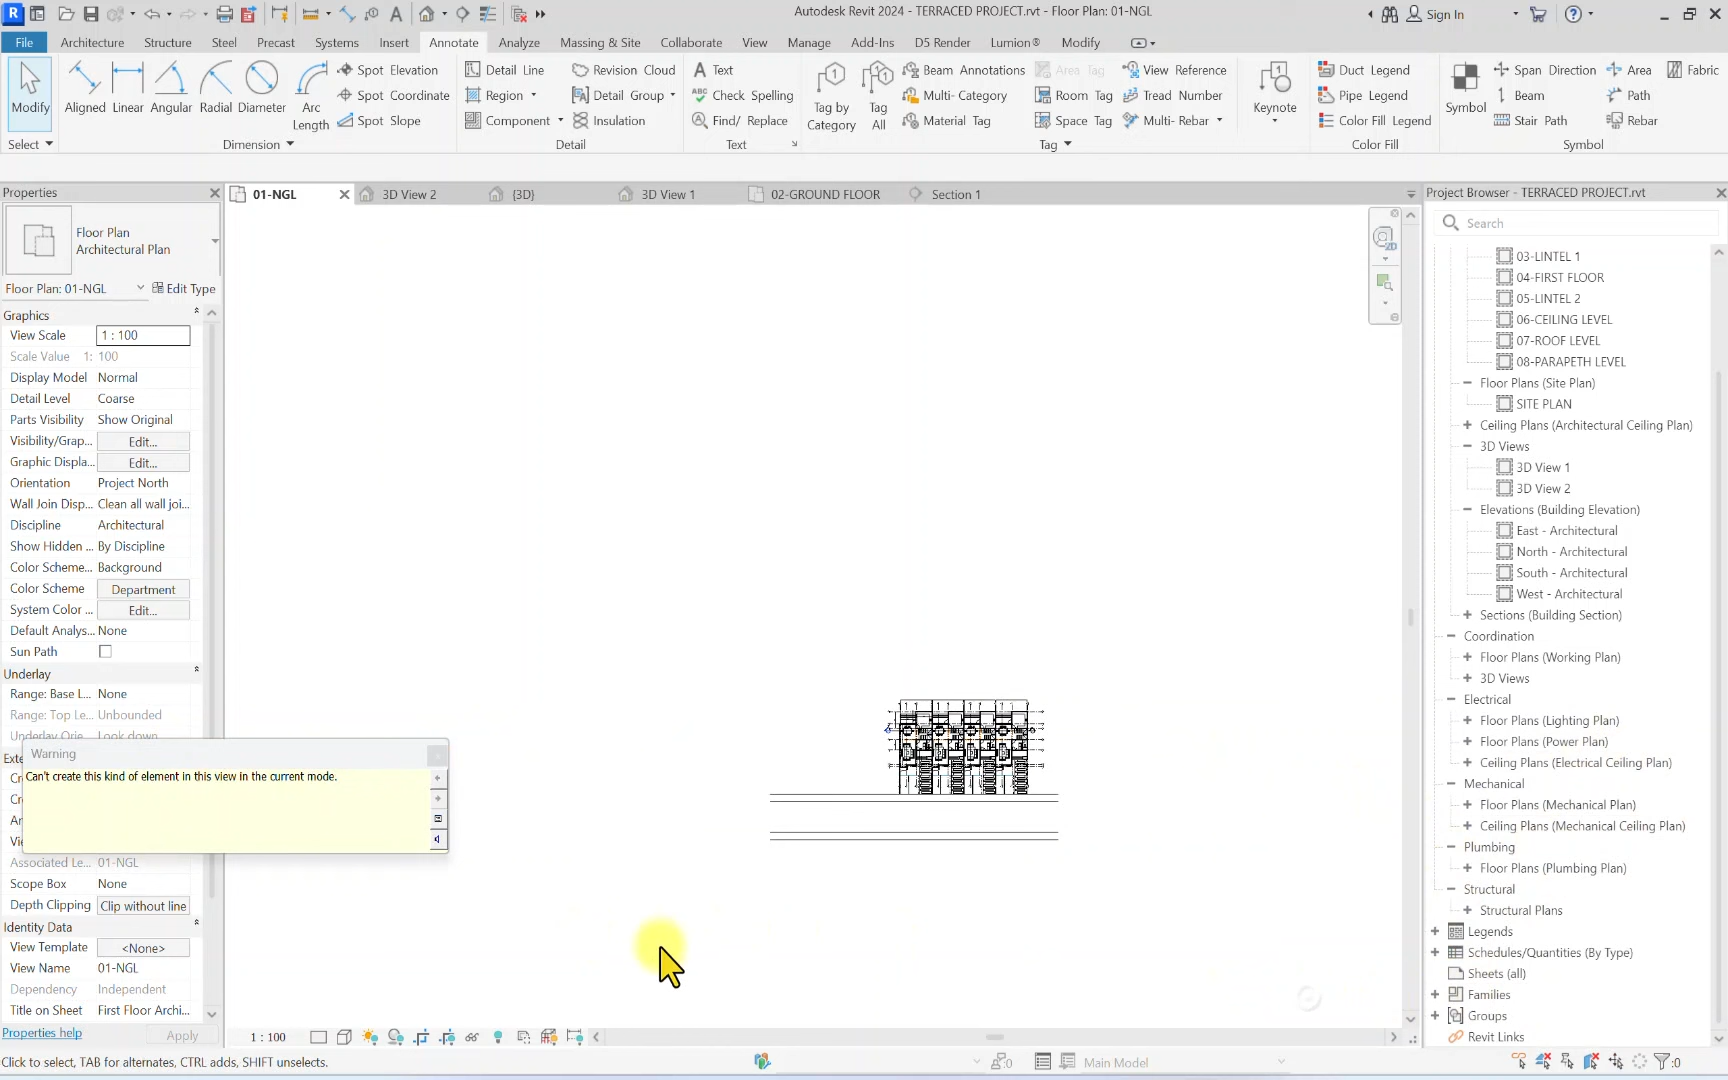 Autodesk Revit 2024 - TERRACED PROJECT.rvt - Floor Plan: 01-NGL
Sign In
File Architecture Structure Steel Precast Systems Insert Annotate Analyze Massing & Site Collaborate View Manage Add-Ins D5 Render Lumion® Modify
Modify
Aligned Linear Angular Radial Diameter Arc Length
Spot Elevation
Spot Coordinate
Spot Slope
Detail Line
Region
Component
Revision Cloud
Detail Group
Insulation
Text
Check Spelling
Find/ Replace
Tag by Category
Tag All
Beam Annotations
Multi- Category
Material Tag
Area Tag
Room Tag
Space Tag
View Reference
Tread Number
Multi- Rebar
Keynote
Duct Legend
Pipe Legend
Color Fill Legend
Symbol
Span Direction
Beam
Stair Path
Area
Path
Rebar
Fabric
Select Dimension Detail Text Tag Color Fill Symbol
Properties
01-NGL 3D View 2 {3D} 3D View 1 02-GROUND FLOOR Section 1
Floor Plan
Architectural Plan
Floor Plan: 01-NGL Edit Type
Graphics
View Scale 1 : 100
Scale Value 1: 100
Display Model Normal
Detail Level Coarse
Parts Visibility Show Original
Visibility/Grap... Edit...
Graphic Displa... Edit...
Orientation Project North
Wall Join Disp... Clean all wall joi...
Discipline Architectural
Show Hidden ... By Discipline
Color Scheme... Background
Color Scheme Department
System Color ... Edit...
Default Analys... None
Sun Path
Underlay
Range: Base L... None
Range: Top Le... Unbounded
Underlay Orie... Look down
Warning
Can't create this kind of element in this view in the current mode.
Associated Le... 01-NGL
Scope Box None
Depth Clipping Clip without line
Identity Data
View Template <None>
View Name 01-NGL
Dependency Independent
Title on Sheet First Floor Archi...
Properties help Apply
1 : 100
Click to select, TAB for alternates, CTRL adds, SHIFT unselects.
:0
Main Model
:0
Project Browser - TERRACED PROJECT.rvt
Search
03-LINTEL 1
04-FIRST FLOOR
05-LINTEL 2
06-CEILING LEVEL
07-ROOF LEVEL
08-PARAPETH LEVEL
Floor Plans (Site Plan)
SITE PLAN
Ceiling Plans (Architectural Ceiling Plan)
3D Views
3D View 1
3D View 2
Elevations (Building Elevation)
East - Architectural
North - Architectural
South - Architectural
West - Architectural
Sections (Building Section)
Coordination
Floor Plans (Working Plan)
3D Views
Electrical
Floor Plans (Lighting Plan)
Floor Plans (Power Plan)
Ceiling Plans (Electrical Ceiling Plan)
Mechanical
Floor Plans (Mechanical Plan)
Ceiling Plans (Mechanical Ceiling Plan)
Plumbing
Floor Plans (Plumbing Plan)
Structural
Structural Plans
Legends
Schedules/Quantities (By Type)
Sheets (all)
Families
Groups
Revit Links